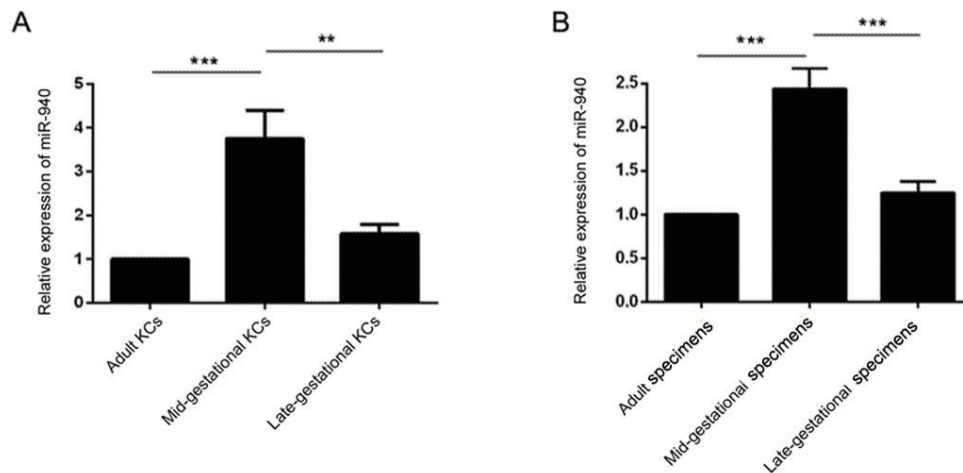 A
***
**
Relative expression of miR-940
5
4
3
2
1
0
Adult KCs
Mid-gestational KCs
Late-gestational KCs
B
***
***
Relative expression of miR-940
2.5
2.0
1.5
1.0
0.5
0.0
Adult specimens
Mid-gestational specimens
Late-gestational specimens